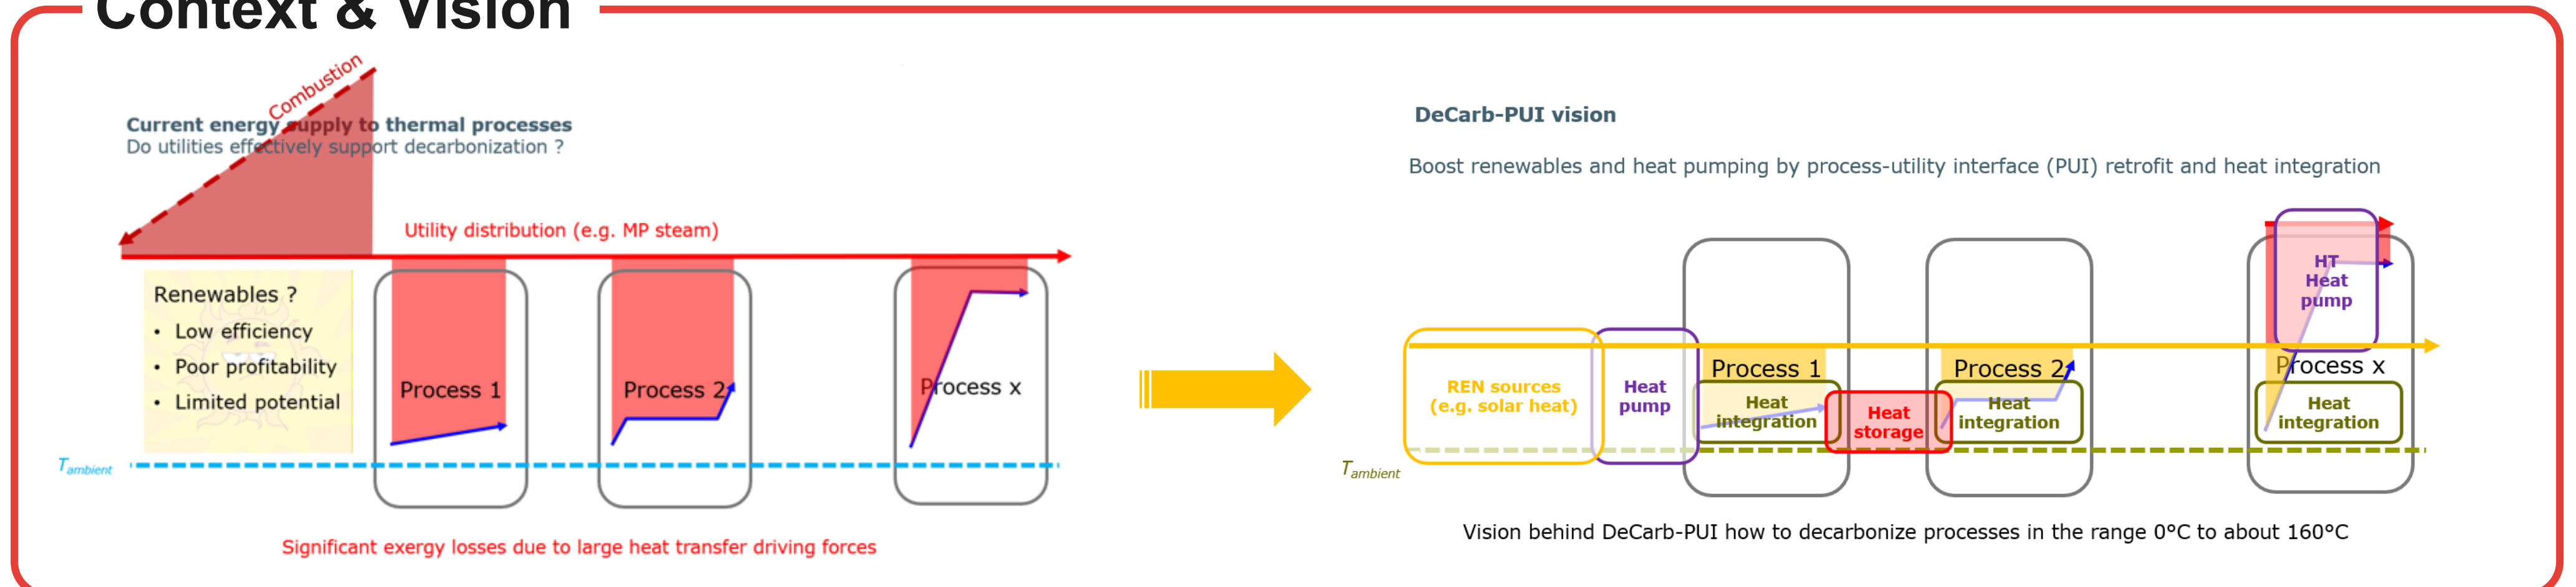 Context & Vision
Combustion
Current energy supply to thermal processes
Do utilities effectively support decarbonization ?
Utility distribution (e.g. MP steam)
Renewables ?
• Low efficiency
• Poor profitability
• Limited potential
Process 1
Process 2
Process x
Tambient
Significant exergy losses due to large heat transfer driving forces
DeCarb-PUI vision
Boost renewables and heat pumping by process-utility interface (PUI) retrofit and heat integration
REN sources
(e.g. solar heat)
Heat
pump
Process 1
Heat
integration
Heat
storage
Process 2
Heat
integration
HT
Heat
pump
Process x
Heat
integration
Tambient
Vision behind DeCarb-PUI how to decarbonize processes in the range 0°C to about 160°C